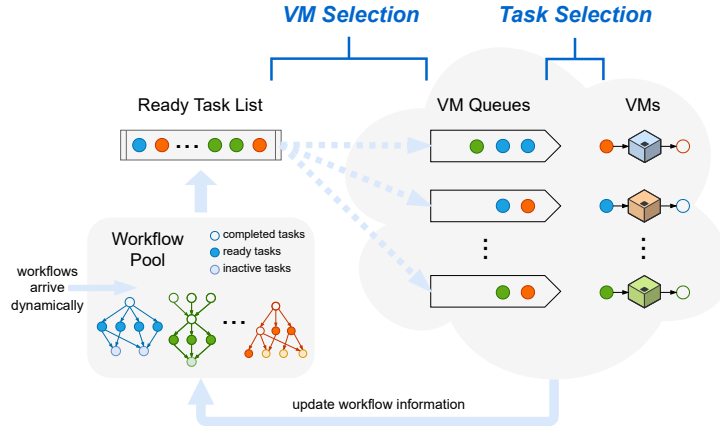 VM Selection
Task Selection
Ready Task List
VM Queues
VMs
Workflow
Pool
completed tasks
ready tasks
inactive tasks
workflows
arrive
dynamically
update workflow information